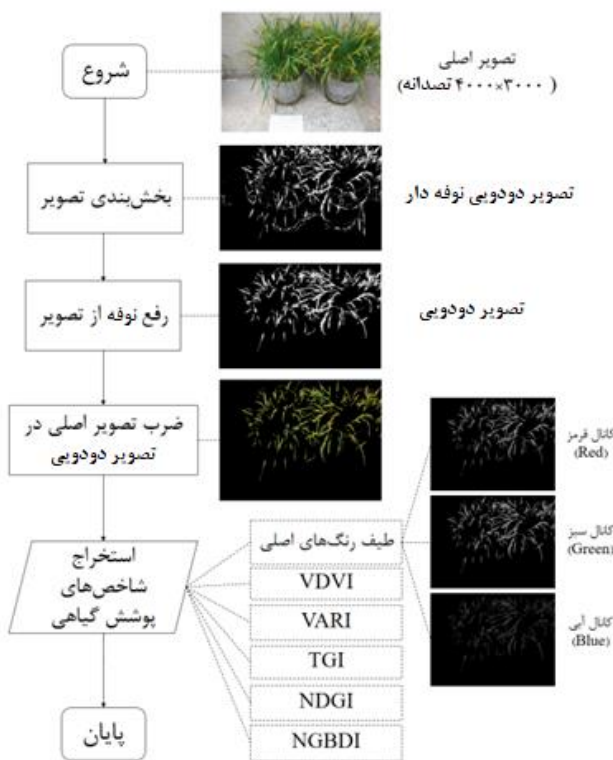 شروع
تصویر اصلی
( ۴۰۰۰×۳۰۰۰ تصدانه)
بخش‌بندی تصویر
تصویر دودویی نوفه دار
رفع نوفه از تصویر
تصویر دودویی
ضرب تصویر اصلی در
تصویر دودویی
استخراج
شاخص‌های
پوشش گیاهی
طیف رنگ‌های اصلی
VDVI
VARI
TGI
NDGI
NGBDI
کانال قرمز
(Red)
کانال سبز
(Green)
کانال آبی
(Blue)
پایان